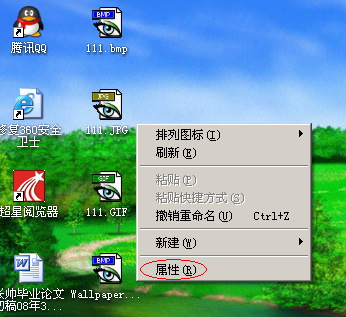 腾讯QQ
111.bmp
修复360安全
卫士
111.JPG
超星阅览器
111.GIF
帅毕业论文
初稿08年3...
Wallpaper...
BMP
JPG
GIF
BMP
排列图标(I)
刷新(E)
粘贴(P)
粘贴快捷方式(S)
撤销重命名(U) Ctrl+Z
新建(W)
属性(R)